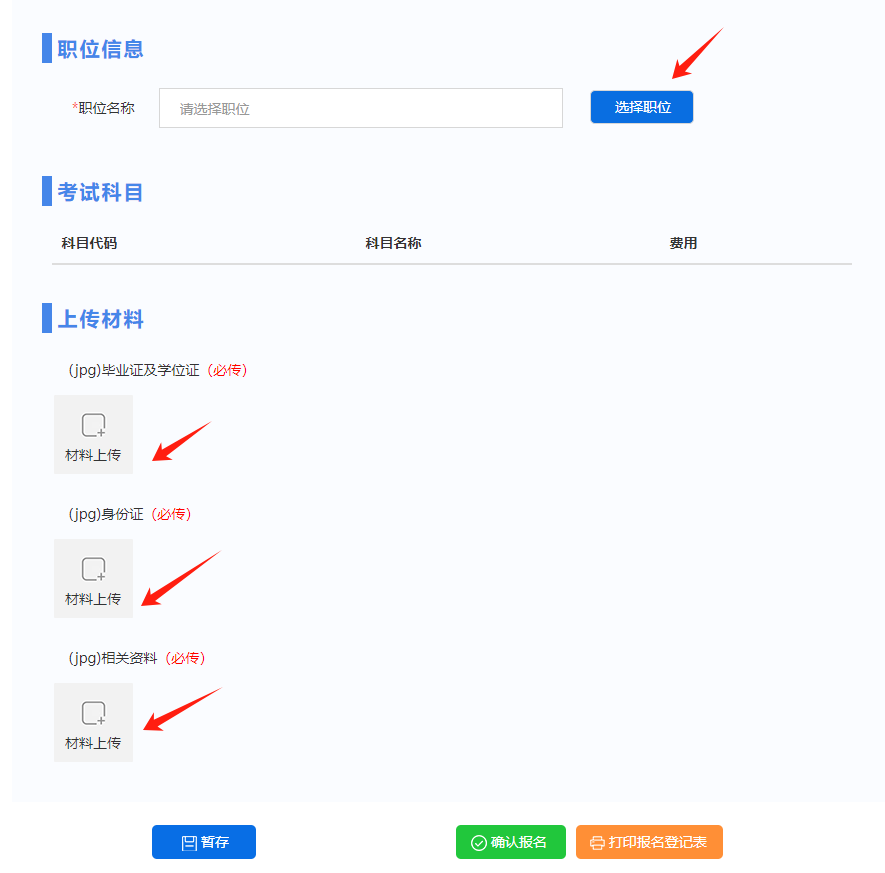 职位信息
*职位名称 请选择职位 选择职位
考试科目
科目代码 科目名称 费用
上传材料
(jpg)毕业证及学位证（必传）
材料上传
(jpg)身份证（必传）
材料上传
(jpg)相关资料（必传）
材料上传
暂存 确认报名 打印报名登记表